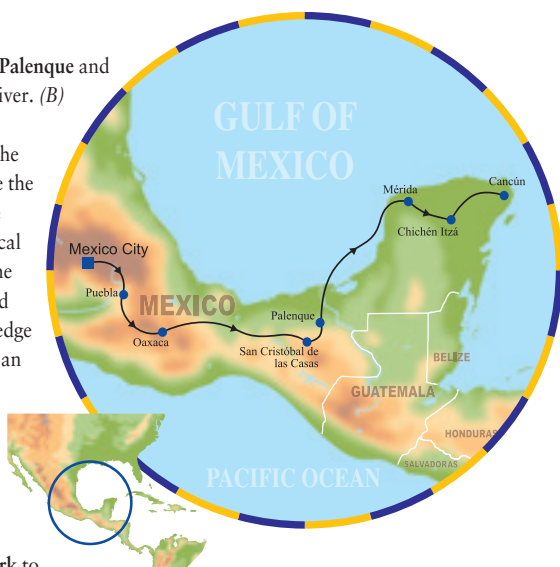 Palenque and
iver. (B)
he
e the
cal
he
d
edge
an
rk to
GULF OF
MEXICO
Mérida
Cancún
Chichén Itzá
Mexico City
Puebla
MEXICO
Oaxaca
Palenque
San Cristóbal de
las Casas
BELIZE
GUATEMALA
HONDURAS
SALVADORAS
PACIFIC OCEAN